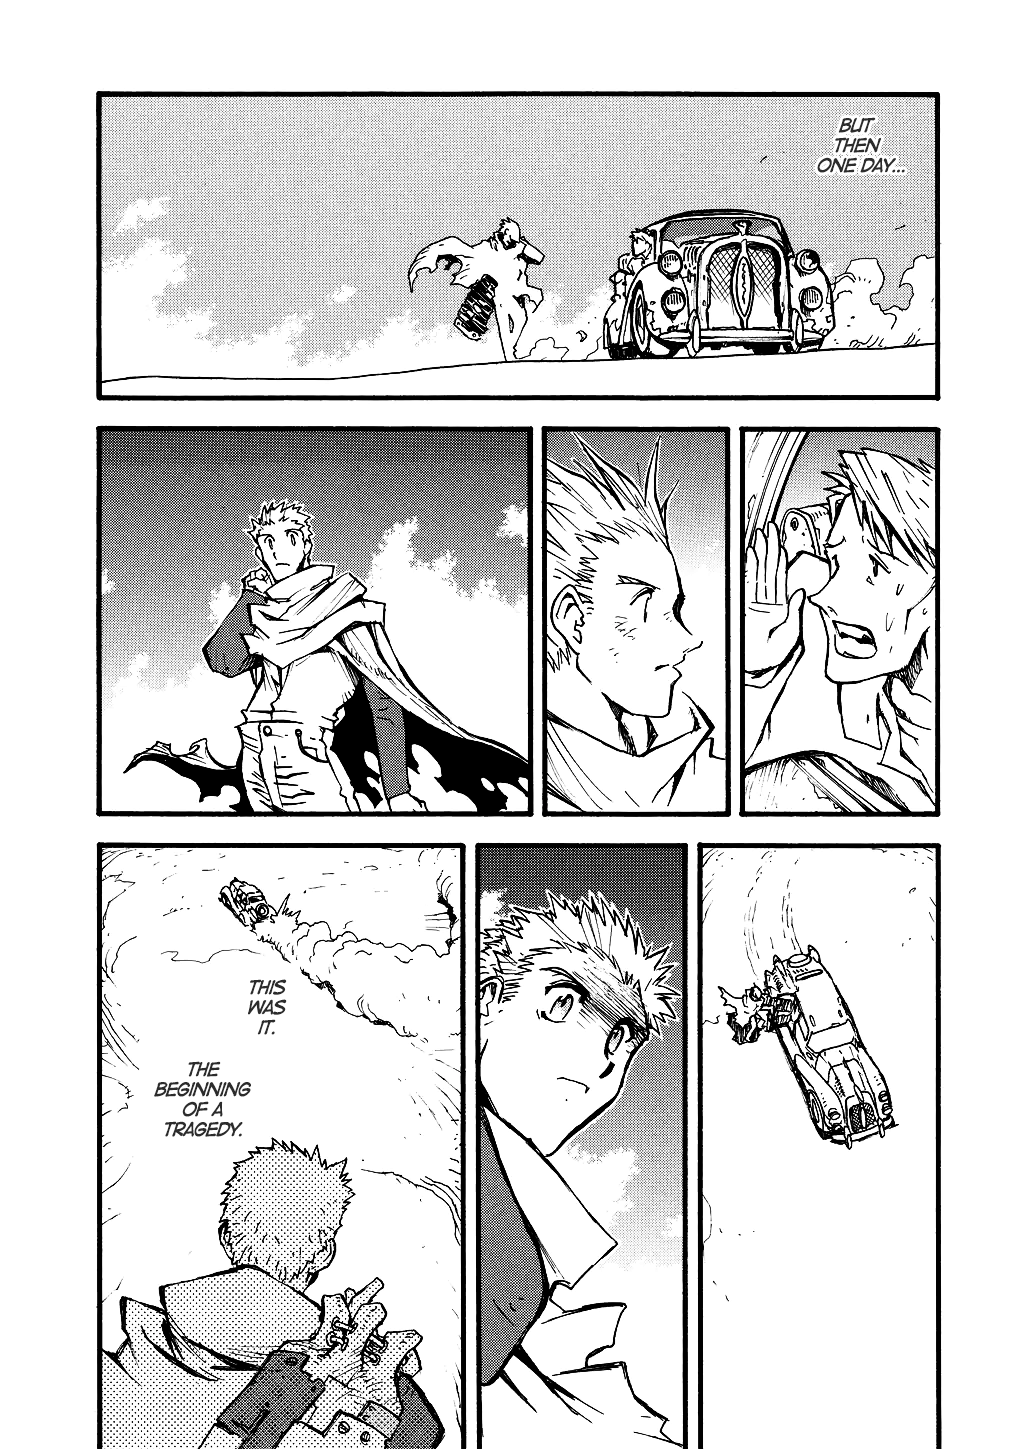 BUT
THEN
ONE DAY...
THIS
WAS
IT.
THE
BEGINNING
OF A
TRAGEDY.